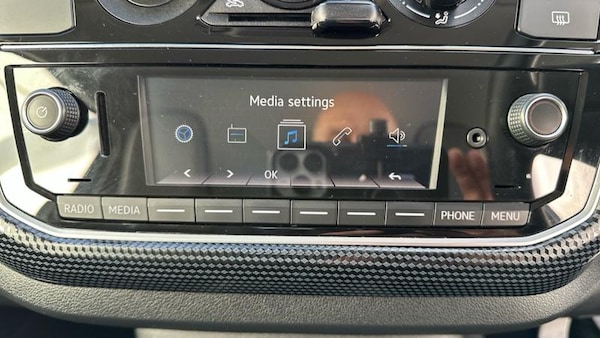 Media settings
< > OK
RADIO MEDIA PHONE MENU